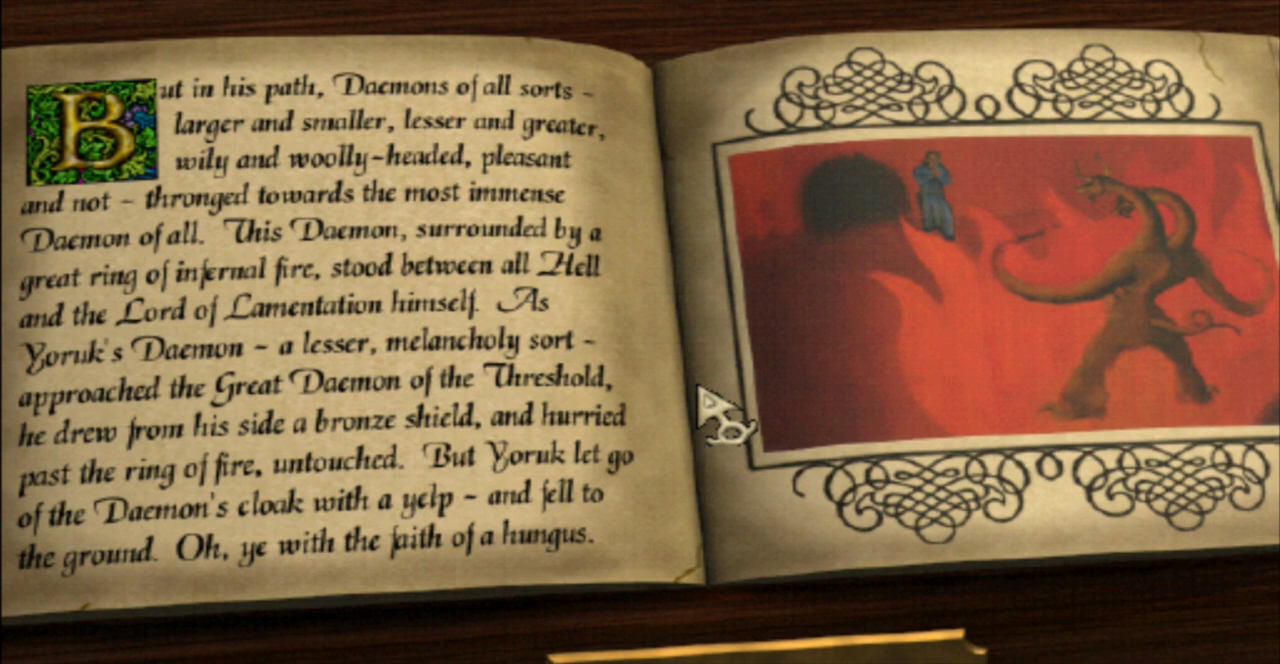 But in his path, Daemons of all sorts -
larger and smaller, lesser and greater,
wily and woolly-headed, pleasant
and not - thronged towards the most immense
Daemon of all. This Daemon, surrounded by a
great ring of infernal fire, stood between all Hell
and the Lord of Lamentation himself. As
Yoruk's Daemon - a lesser, melancholy sort -
approached the Great Daemon of the Threshold,
he drew from his side a bronze shield, and hurried
past the ring of fire, untouched. But Yoruk let go
of the Daemon's cloak with a yelp - and fell to
the ground. Oh, ye with the faith of a hungus.